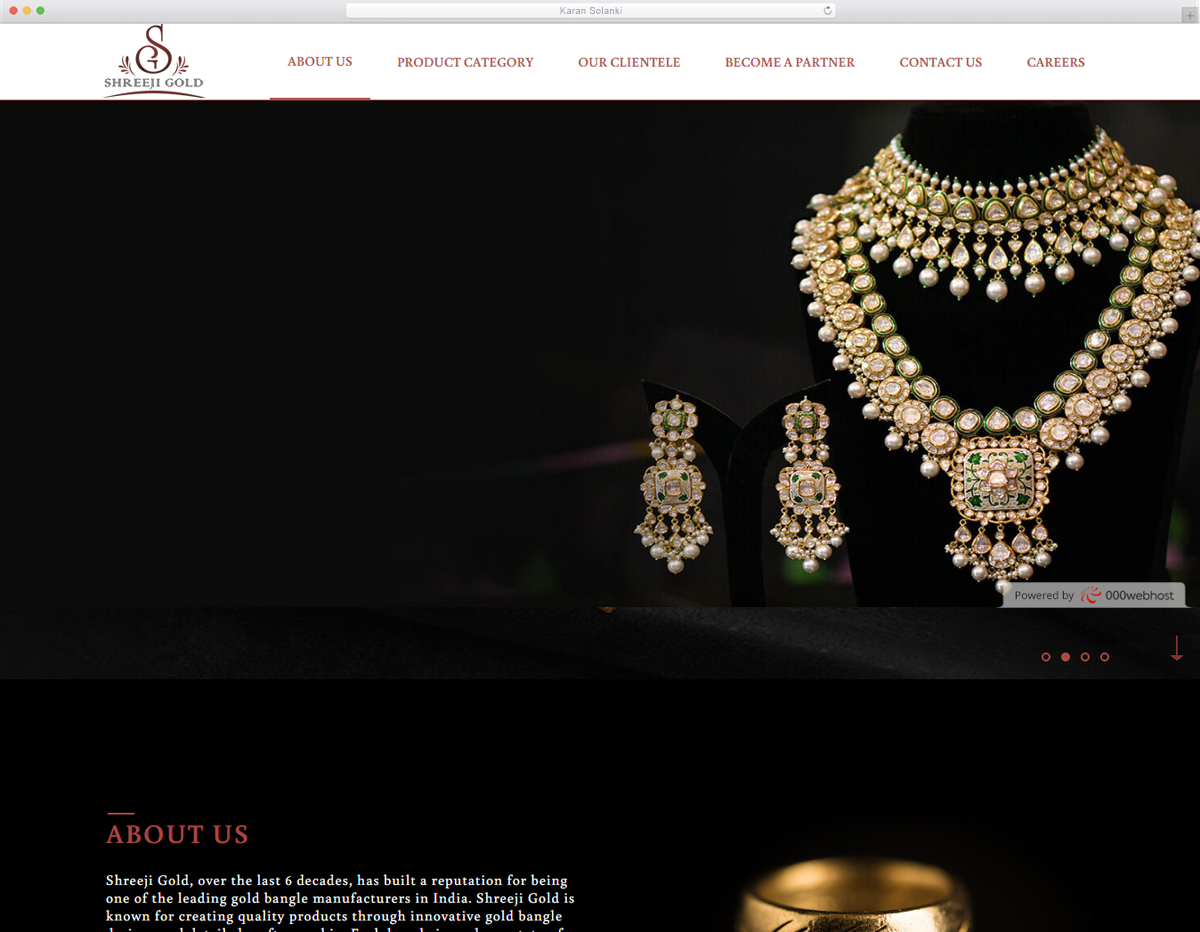 Karan Solanki
SHREEJI GOLD
ABOUT US
PRODUCT CATEGORY
OUR CLIENTELE
BECOME A PARTNER
CONTACT US
CAREERS
Powered by 000webhost
ABOUT US
Shreeji Gold, over the last 6 decades, has built a reputation for being
one of the leading gold bangle manufacturers in India. Shreeji Gold is
known for creating quality products through innovative gold bangle